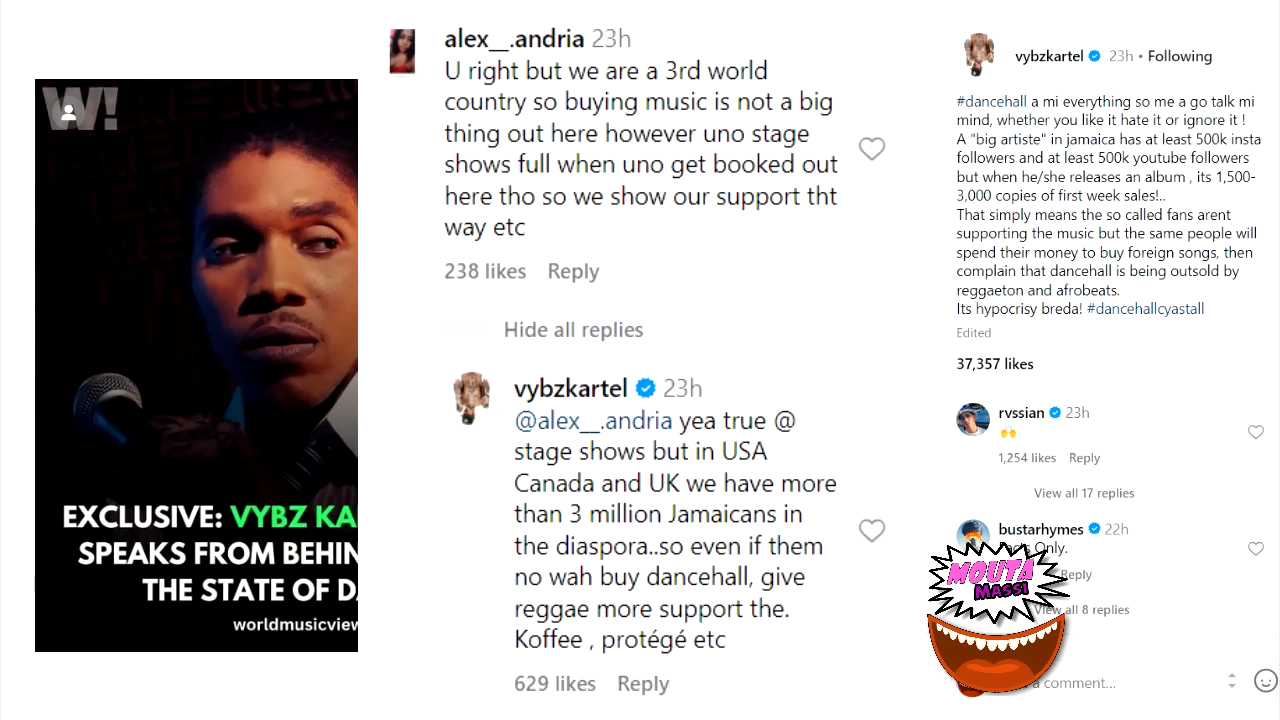 W!
EXCLUSIVE: VYBZ KA
SPEAKS FROM BEHIN
THE STATE OF DA
worldmusicview
alex__.andria 23h
U right but we are a 3rd world
country so buying music is not a big
thing out here however uno stage
shows full when uno get booked out
here tho so we show our support tht
way etc
238 likes Reply
Hide all replies
vybzkartel 23h
@alex__.andria yea true @
stage shows but in USA
Canada and UK we have more
than 3 million Jamaicans in
the diaspora..so even if them
no wah buy dancehall, give
reggae more support the.
Koffee , protégé etc
629 likes Reply
vybzkartel 23h • Following
#dancehall a mi everything so me a go talk mi
mind, whether you like it hate it or ignore it !
A "big artiste" in jamaica has at least 500k insta
followers and at least 500k youtube followers
but when he/she releases an album , its 1,500-
3,000 copies of first week sales!..
That simply means the so called fans arent
supporting the music but the same people will
spend their money to buy foreign songs, then
complain that dancehall is being outsold by
reggaeton and afrobeats.
Its hypocrisy breda! #dancehallcyastall
Edited
37,357 likes
rvssian 23h
1,254 likes Reply
View all 17 replies
bustarhymes 22h
Only.
Reply
MOUTA
MASSI
View all 8 replies
a comment...